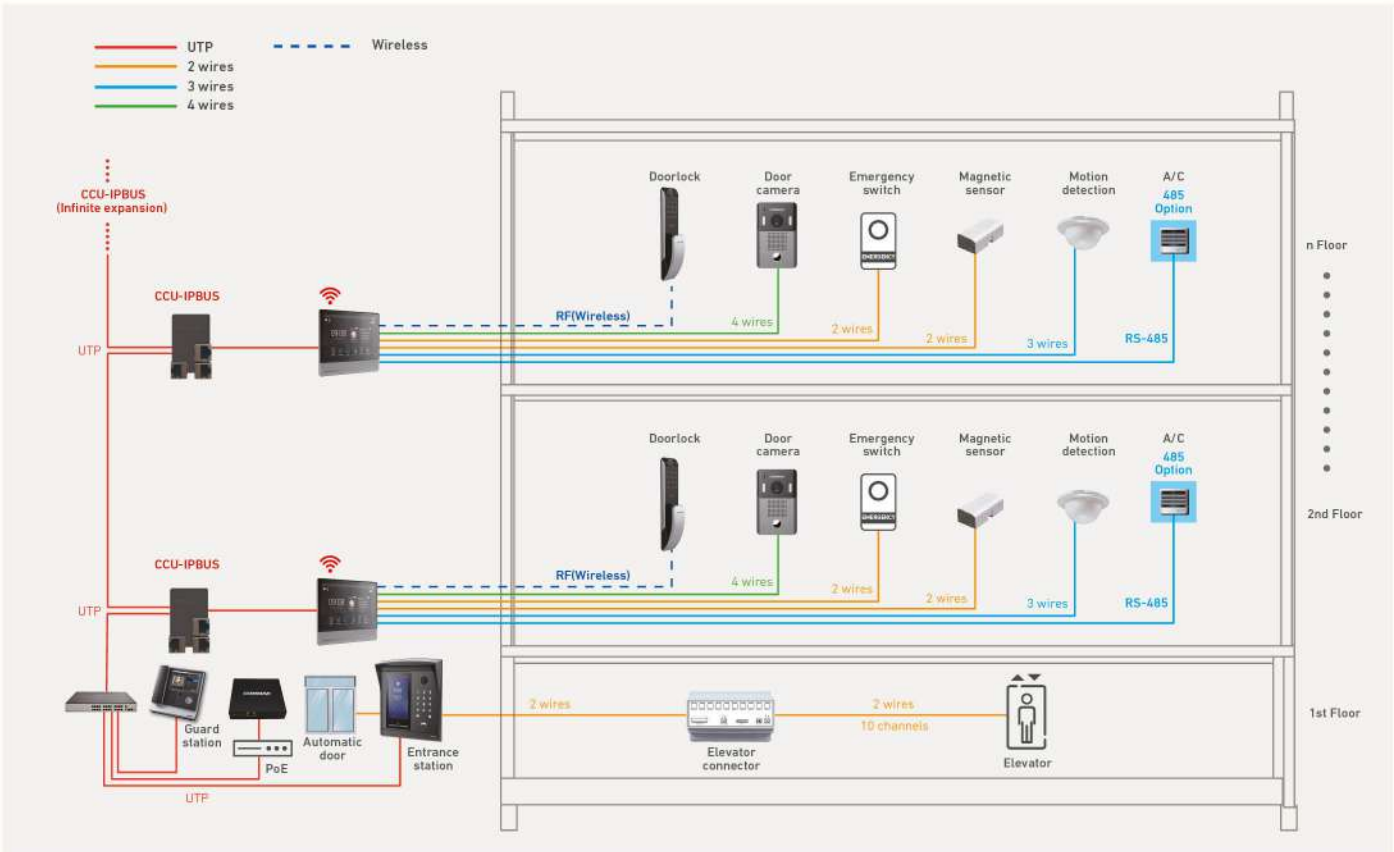 UTP
Wireless
2 wires
3 wires
4 wires
CCU-IPBUS
(Infinite expansion)
Doorlock
Door
camera
Emergency
switch
Magnetic
sensor
Motion
detection
A/C
485
Option
EMERGENCY
n Floor
CCU-IPBUS
UTP
RF(Wireless)
4 wires
2 wires
2 wires
3 wires
RS-485
Doorlock
Door
camera
Emergency
switch
Magnetic
sensor
Motion
detection
A/C
485
Option
EMERGENCY
2nd Floor
CCU-IPBUS
UTP
RF(Wireless)
4 wires
2 wires
2 wires
3 wires
RS-485
Guard
station
PoE
Automatic
door
Entrance
station
UTP
2 wires
Elevator
connector
2 wires
10 channels
Elevator
1st Floor